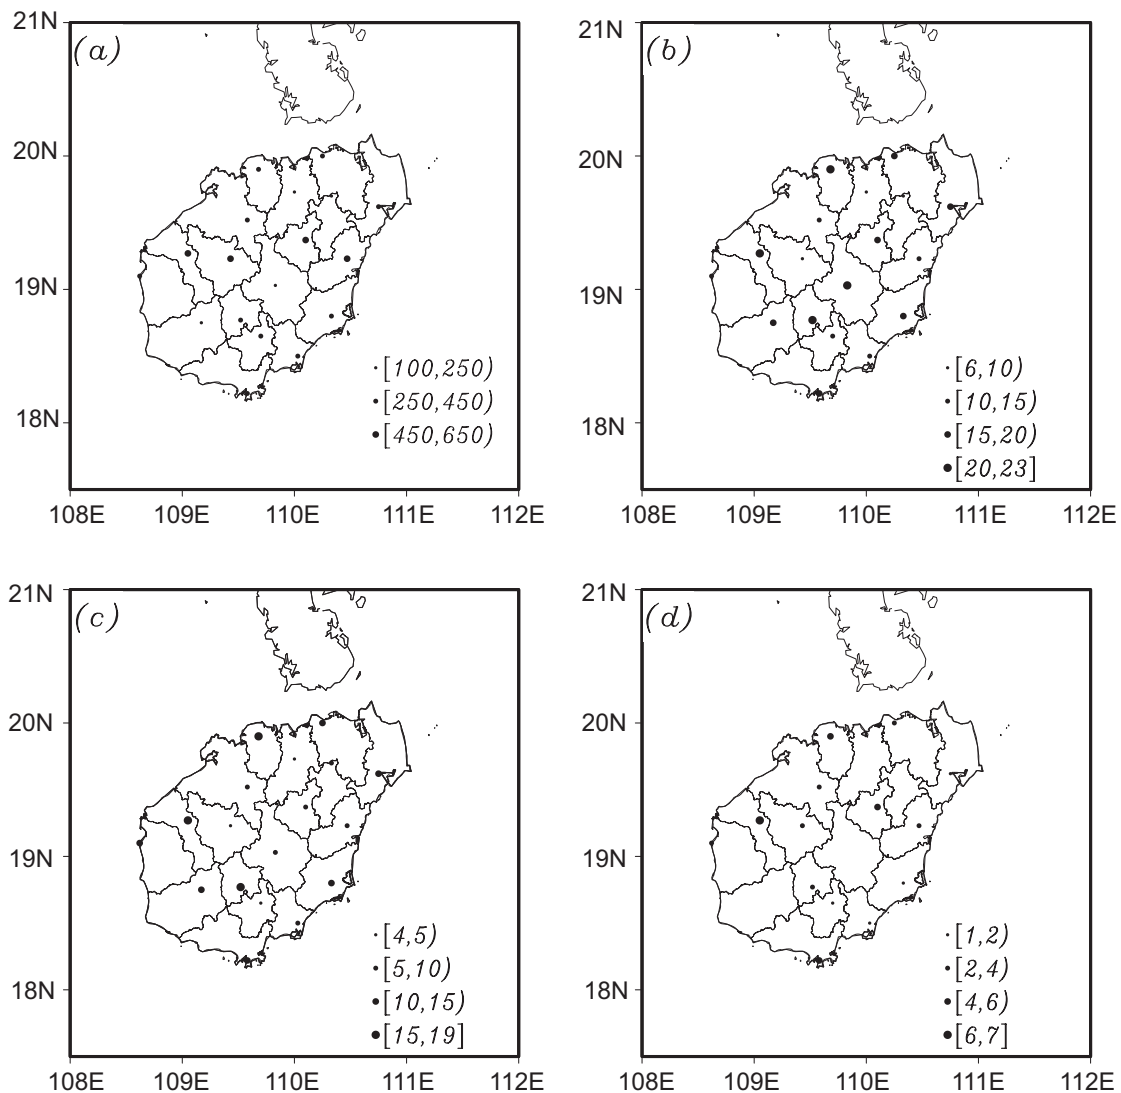 21N
(a)
20N
19N
18N
[100,250)
[250,450)
[450,650)
108E 109E 110E 111E 112E
21N
(b)
20N
19N
18N
[6,10)
[10,15)
[15,20)
[20,23]
108E 109E 110E 111E 112E
21N
(c)
20N
19N
18N
[4,5)
[5,10)
[10,15)
[15,19]
108E 109E 110E 111E 112E
21N
(d)
20N
19N
18N
[1,2)
[2,4)
[4,6)
[6,7]
108E 109E 110E 111E 112E